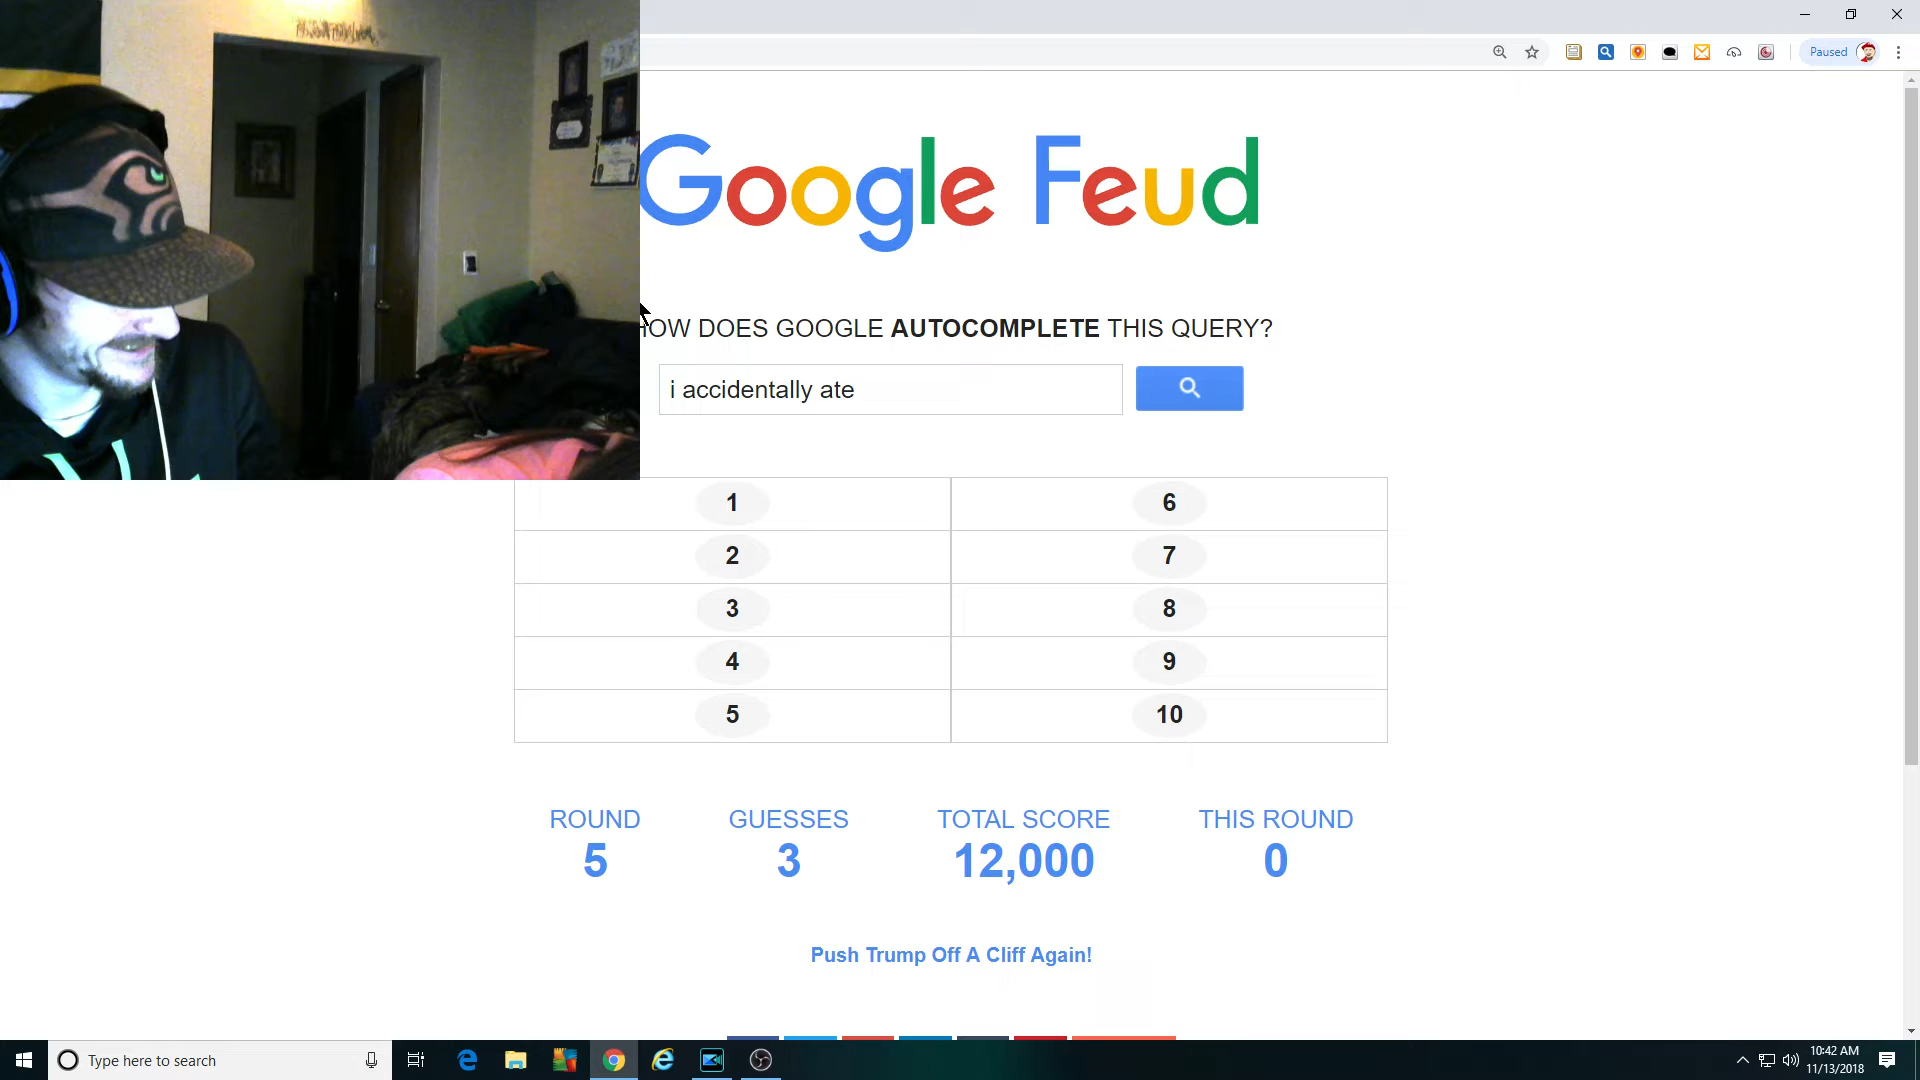 Paused
Google Feud
HOW DOES GOOGLE AUTOCOMPLETE THIS QUERY?
i accidentally ate
1
6
2
7
3
8
4
9
5
10
ROUND
GUESSES
TOTAL SCORE
THIS ROUND
5
3
12,000
0
Push Trump Off A Cliff Again!
Type here to search
10:42 AM
11/13/2018